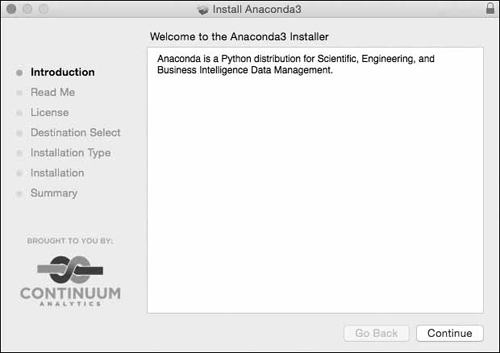 Install Anaconda3
Welcome to the Anaconda3 Installer
Introduction
Read Me
License
Destination Select
Installation Type
Installation
Summary
Anaconda is a Python distribution for Scientific, Engineering, and
Business Intelligence Data Management.
BROUGHT TO YOU BY:
CONTINUUM
ANALYTICS
Go Back
Continue